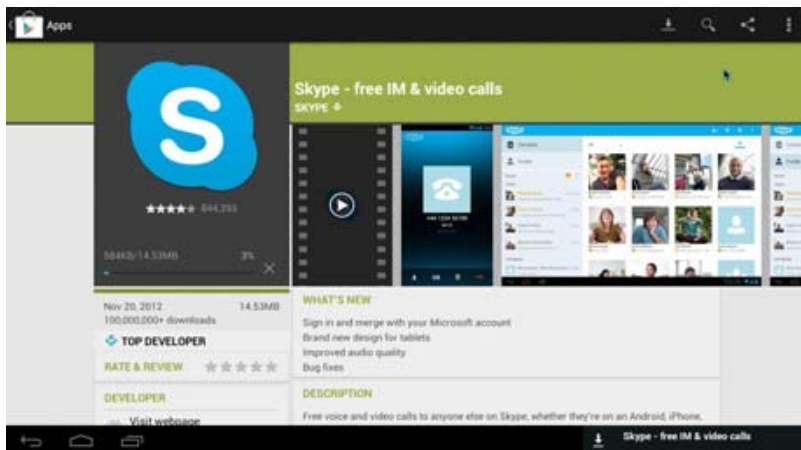 Apps
Skype - free IM & video calls
SKYPE
S
844,293
584KB/14.53MB 3%
Nov 20, 2012 14.53MB
100,000,000+ downloads
TOP DEVELOPER
RATE & REVIEW
DEVELOPER
Visit webpage
WHAT'S NEW
Sign in and merge with your Microsoft account
Brand new design for tablets
Improved audio quality
Bug fixes
DESCRIPTION
Free voice and video calls to anyone else on Skype, whether they're on an Android, iPhone,
Skype - free IM & video calls